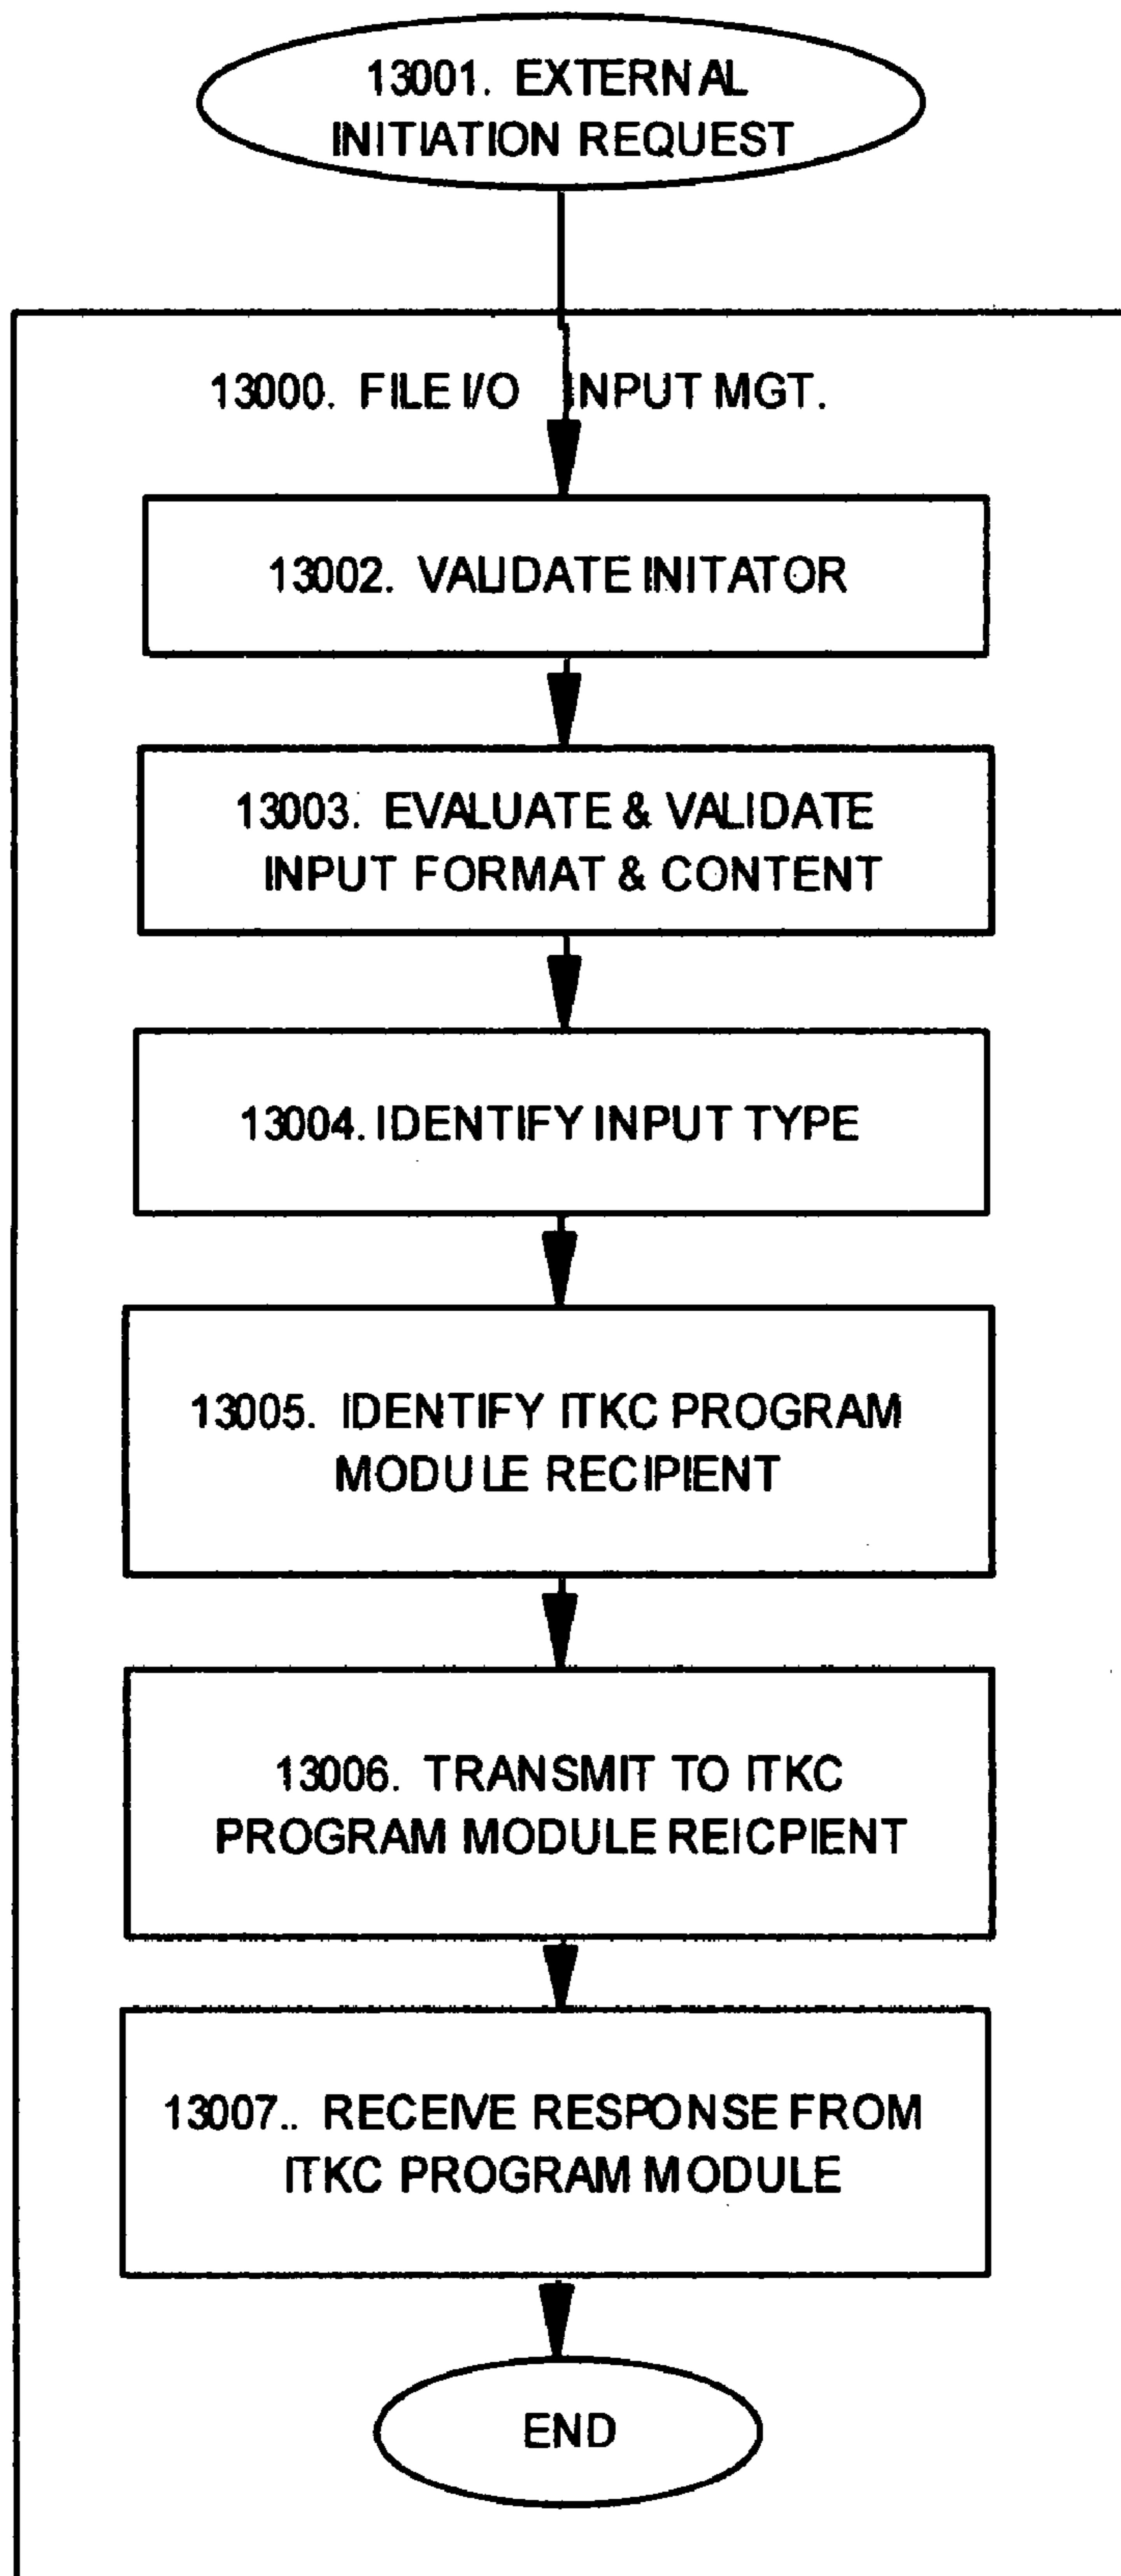 13001. EXTERNAL
INITIATION REQUEST
13000. FILE I/O INPUT MGT.
13002. VALIDATE INITATOR
13003. EVALUATE & VALIDATE
INPUT FORMAT & CONTENT
13004. IDENTIFY INPUT TYPE
13005. IDENTIFY ITKC PROGRAM
MODULE RECIPIENT
13006. TRANSMIT TO ITKC
PROGRAM MODULE REICPIENT
13007.. RECEIVE RESPONSE FROM
ITKC PROGRAM MODULE
END